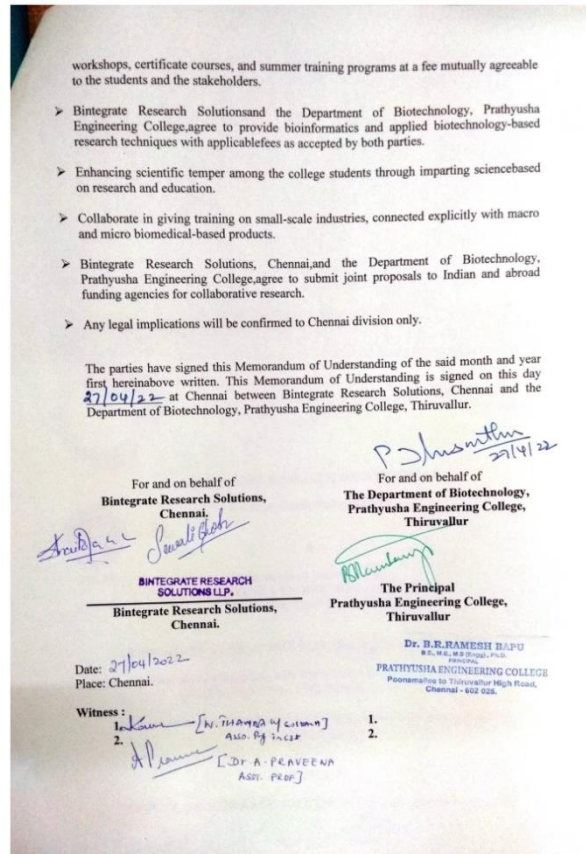 workshops, certificate courses, and summer training programs at a fee mutually agreeable
to the students and the stakeholders.
➢ Bintegrate Research Solutionsand the Department of Biotechnology, Prathyusha
Engineering College,agree to provide bioinformatics and applied biotechnology-based
research techniques with applicablefees as accepted by both parties.
➢ Enhancing scientific temper among the college students through imparting sciencebased
on research and education.
➢ Collaborate in giving training on small-scale industries, connected explicitly with macro
and micro biomedical-based products.
➢ Bintegrate Research Solutions, Chennai,and the Department of Biotechnology,
Prathyusha Engineering College,agree to submit joint proposals to Indian and abroad
funding agencies for collaborative research.
➢ Any legal implications will be confirmed to Chennai division only.
The parties have signed this Memorandum of Understanding of the said month and year
first hereinabove written. This Memorandum of Understanding is signed on this day
27/04/22 at Chennai between Bintegrate Research Solutions, Chennai and the
Department of Biotechnology, Prathyusha Engineering College, Thiruvallur.
27/4/22
For and on behalf of
Bintegrate Research Solutions,
Chennai.
For and on behalf of
The Department of Biotechnology,
Prathyusha Engineering College,
Thiruvallur
BINTEGRATE RESEARCH
SOLUTIONS LLP.
Bintegrate Research Solutions,
Chennai.
The Principal
Prathyusha Engineering College,
Thiruvallur
Dr. B.R.RAMESH BAPU
PRINCIPAL
PRATHYUSHA ENGINEERING COLLEGE
Poonamallee to Thiruvallur High Road,
Chennai - 602 025.
Date: 27/04/2022
Place: Chennai.
Witness :
1.
2.
[Dr A. PRAVEENA
ASST. PROF]
1.
2.